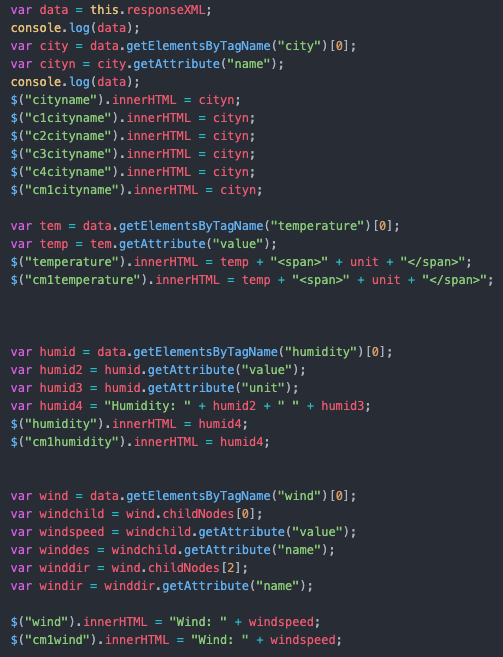 var data = this.responseXML;
console.log(data);
var city = data.getElementsByTagName("city")[0];
var cityn = city.getAttribute("name");
console.log(data);
$("cityname").innerHTML = cityn;
$("c1cityname").innerHTML = cityn;
$("c2cityname").innerHTML = cityn;
$("c3cityname").innerHTML = cityn;
$("c4cityname").innerHTML = cityn;
$("cm1cityname").innerHTML = cityn;
var tem = data.getElementsByTagName("temperature")[0];
var temp = tem.getAttribute("value");
$("temperature").innerHTML = temp + "<span>" + unit + "</span>";
$("cm1temperature").innerHTML = temp + "<span>" + unit + "</span>";
var humid = data.getElementsByTagName("humidity")[0];
var humid2 = humid.getAttribute("value");
var humid3 = humid.getAttribute("unit");
var humid4 = "Humidity: " + humid2 + " " + humid3;
$("humidity").innerHTML = humid4;
$("cm1humidity").innerHTML = humid4;
var wind = data.getElementsByTagName("wind")[0];
var windchild = wind.childNodes[0];
var windspeed = windchild.getAttribute("value");
var winddes = windchild.getAttribute("name");
var winddir = wind.childNodes[2];
var windir = winddir.getAttribute("name");
$("wind").innerHTML = "Wind: " + windspeed;
$("cm1wind").innerHTML = "Wind: " + windspeed;